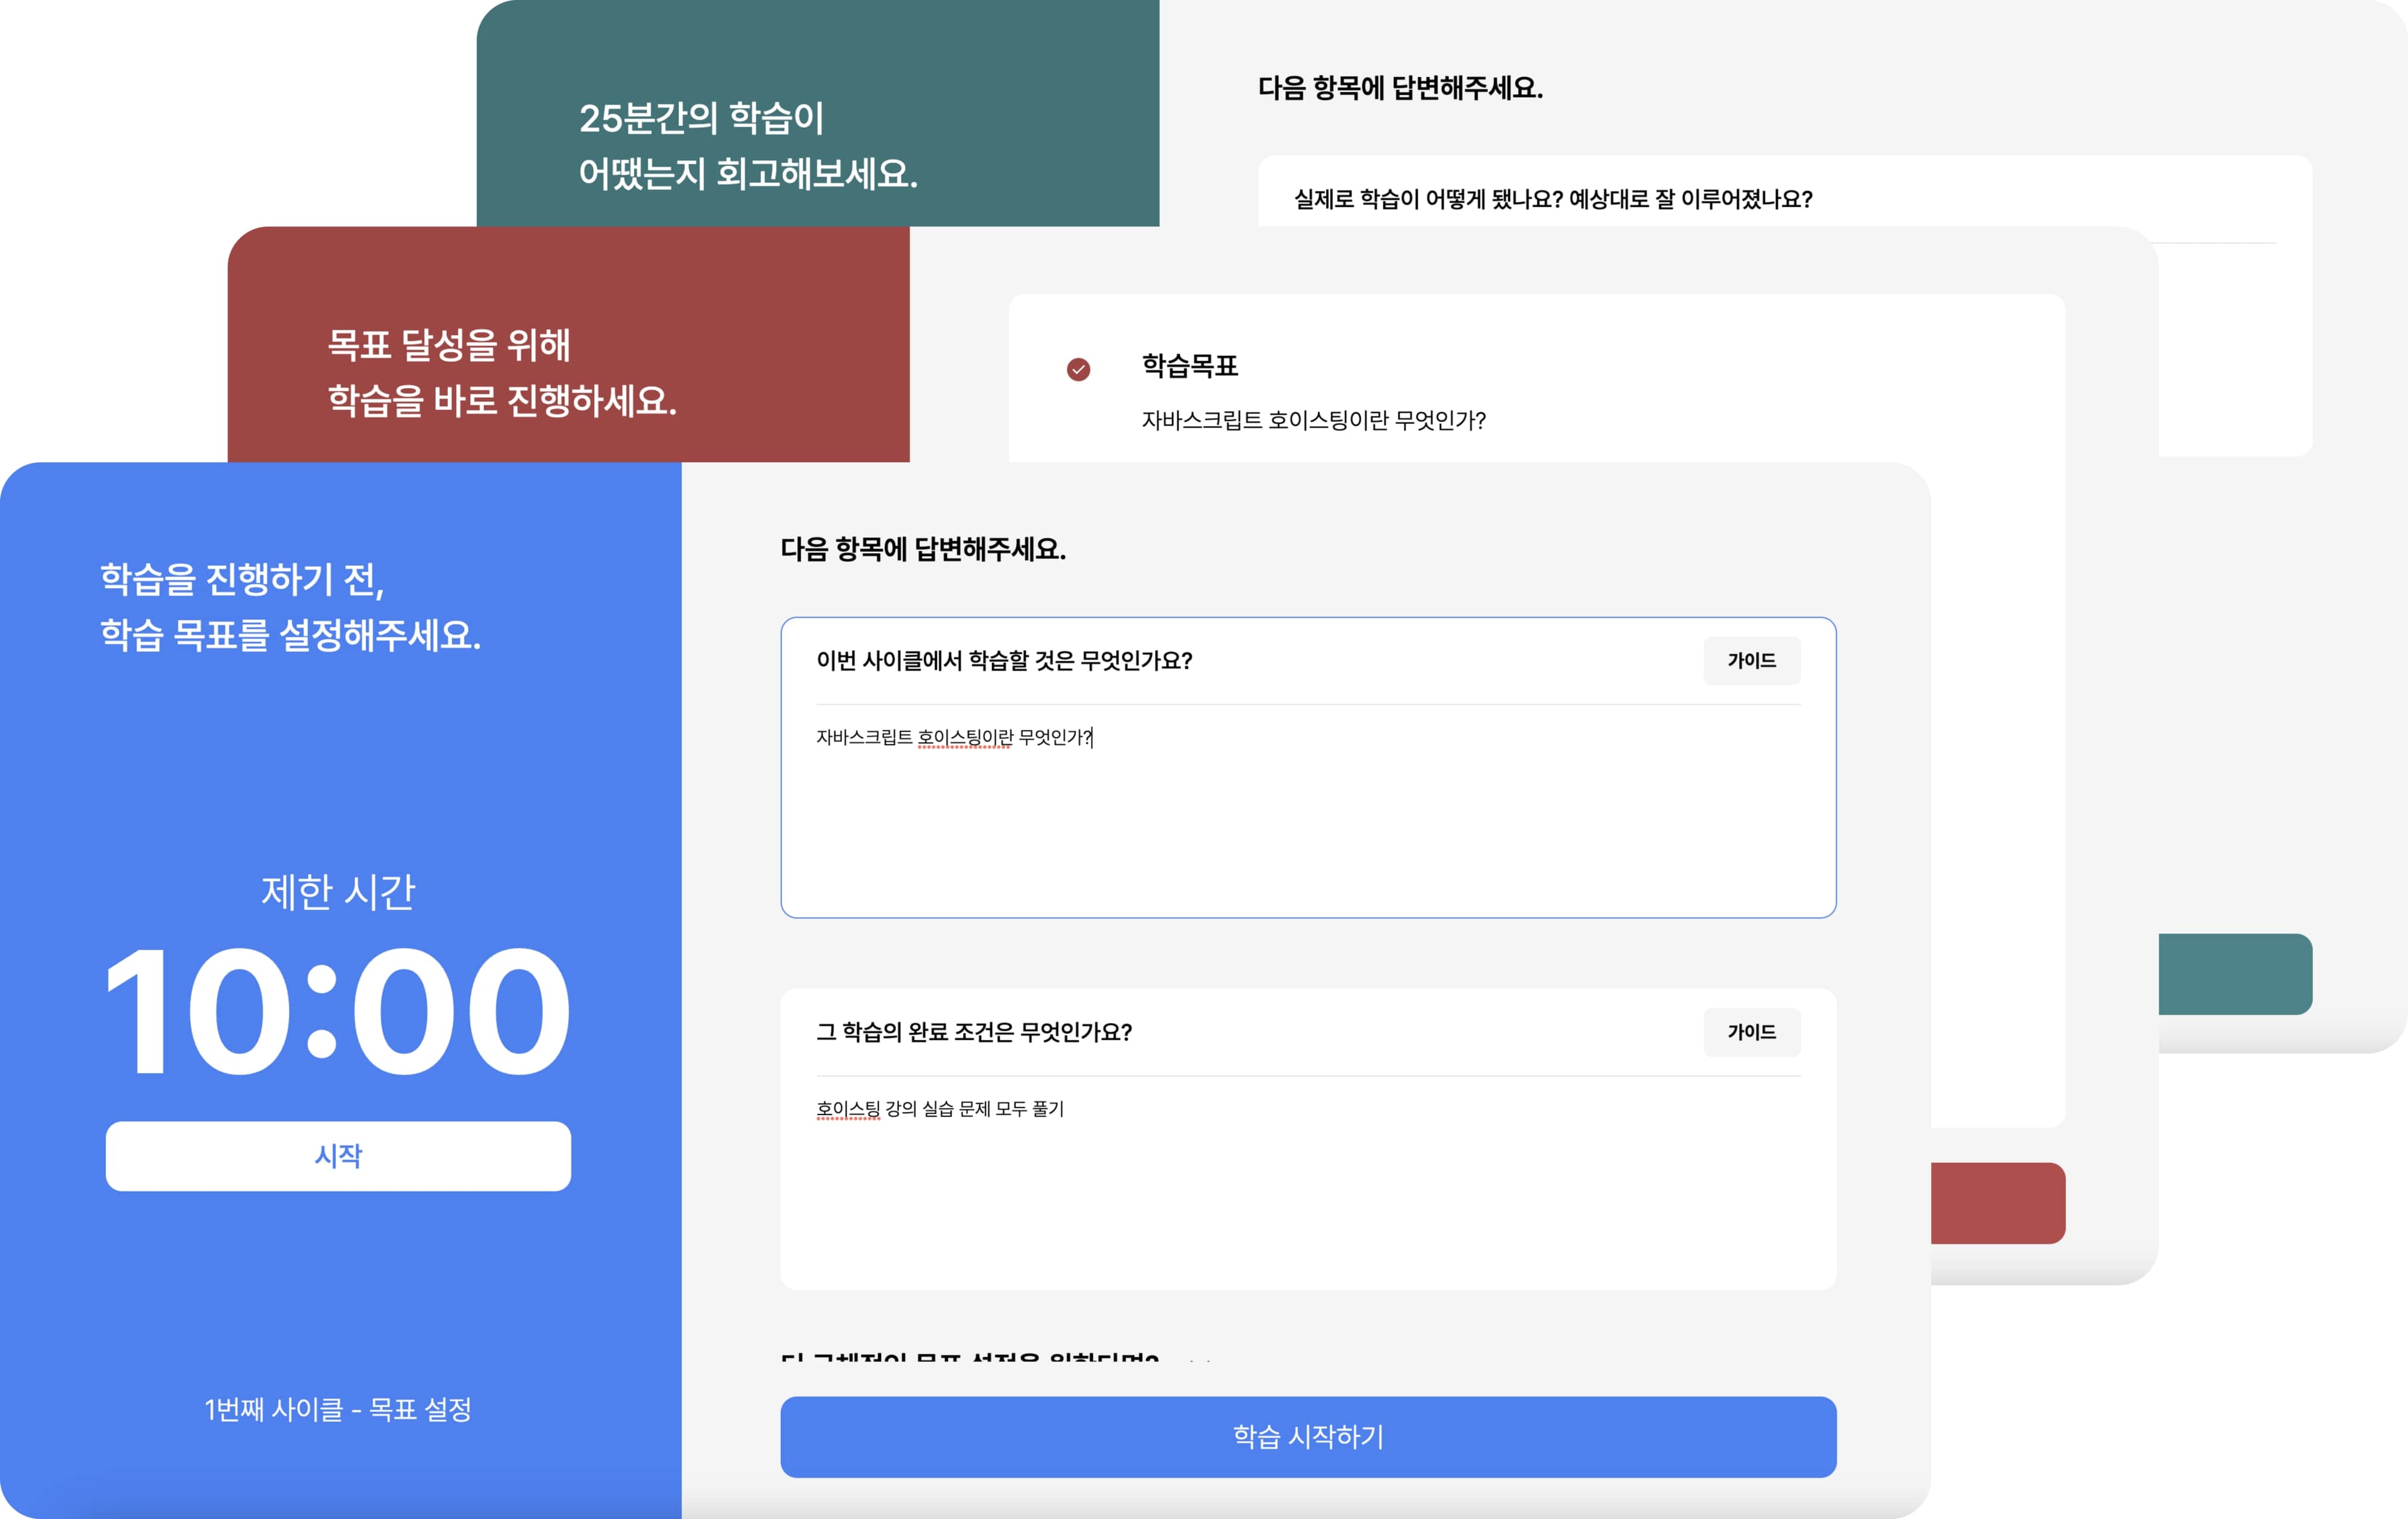 25분간의 학습이
어땠는지 회고해보세요.
다음 항목에 답변해주세요.
실제로 학습이 어떻게 됐나요? 예상대로 잘 이루어졌나요?
목표 달성을 위해
학습을 바로 진행하세요.
학습목표
자바스크립트 호이스팅이란 무엇인가?
학습을 진행하기 전,
학습 목표를 설정해주세요.
제한 시간
10:00
시작
1번째 사이클 - 목표 설정
다음 항목에 답변해주세요.
이번 사이클에서 학습할 것은 무엇인가요?
가이드
자바스크립트 호이스팅이란 무엇인가?
그 학습의 완료 조건은 무엇인가요?
가이드
호이스팅 강의 실습 문제 모두 풀기
학습 시작하기